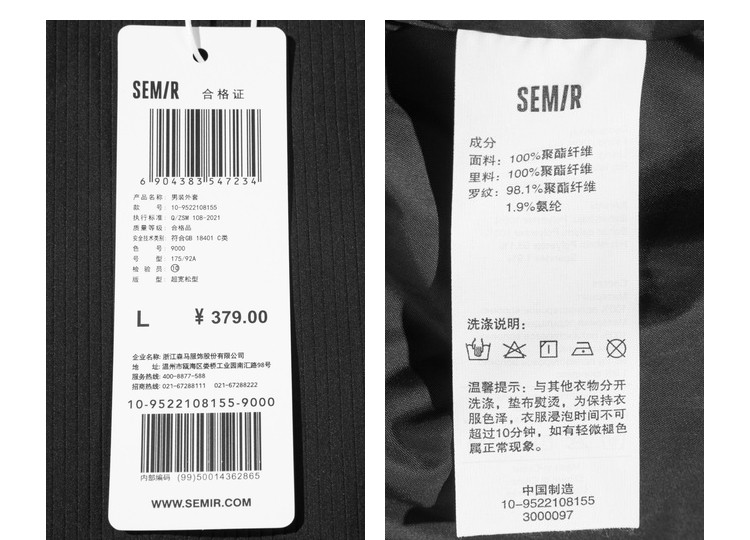 SEMIR 合格证
6 904383 547234
产品名称: 男装外套
款 号: 10-9522108155
执行标准: Q/ZSM 108-2021
质量等级: 合格品
安全技术类别: 符合GB 18401 C类
色 号: 9000
号 型: 175/92A
检 验 员: 10
版 型: 超宽松型
L ¥ 379.00
企业名称: 浙江森马服饰股份有限公司
地 址: 温州市瓯海区娄桥工业园南汇路98号
服务热线: 400-8877-588
招商热线: 021-67288111 021-67288222
10-9522108155-9000
内部编码 (99)50014362865
WWW.SEMIR.COM
SEMIR
成分
面料: 100%聚酯纤维
里料: 100%聚酯纤维
罗纹: 98.1%聚酯纤维
1.9%氨纶
洗涤说明:
温馨提示: 与其他衣物分开
洗涤, 垫布熨烫, 为保持衣
服色泽, 衣服浸泡时间不可
超过10分钟, 如有轻微褪色
属正常现象。
中国制造
10-9522108155
3000097